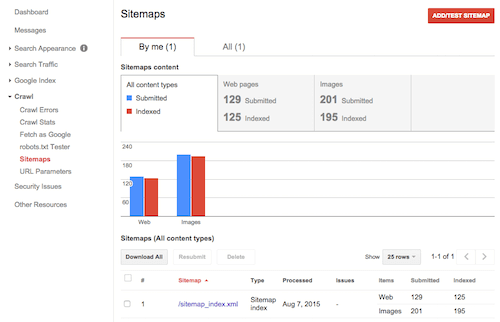 Dashboard
Messages
Search Appearance
Search Traffic
Google Index
Crawl
Crawl Errors
Crawl Stats
Fetch as Google
robots.txt Tester
Sitemaps
URL Parameters
Security Issues
Other Resources
Sitemaps
ADD/TEST SITEMAP
By me (1) All (1)
Sitemaps content
All content types
Submitted
Indexed
Web pages
129 Submitted
125 Indexed
Images
201 Submitted
195 Indexed
240
180
120
60
Web Images
Sitemaps (All content types)
Download All Resubmit Delete Show 25 rows 1-1 of 1
# Sitemap Type Processed Issues Items Submitted Indexed
1 /sitemap_index.xml Sitemap index Aug 7, 2015 - Web 129 125
Images 201 195